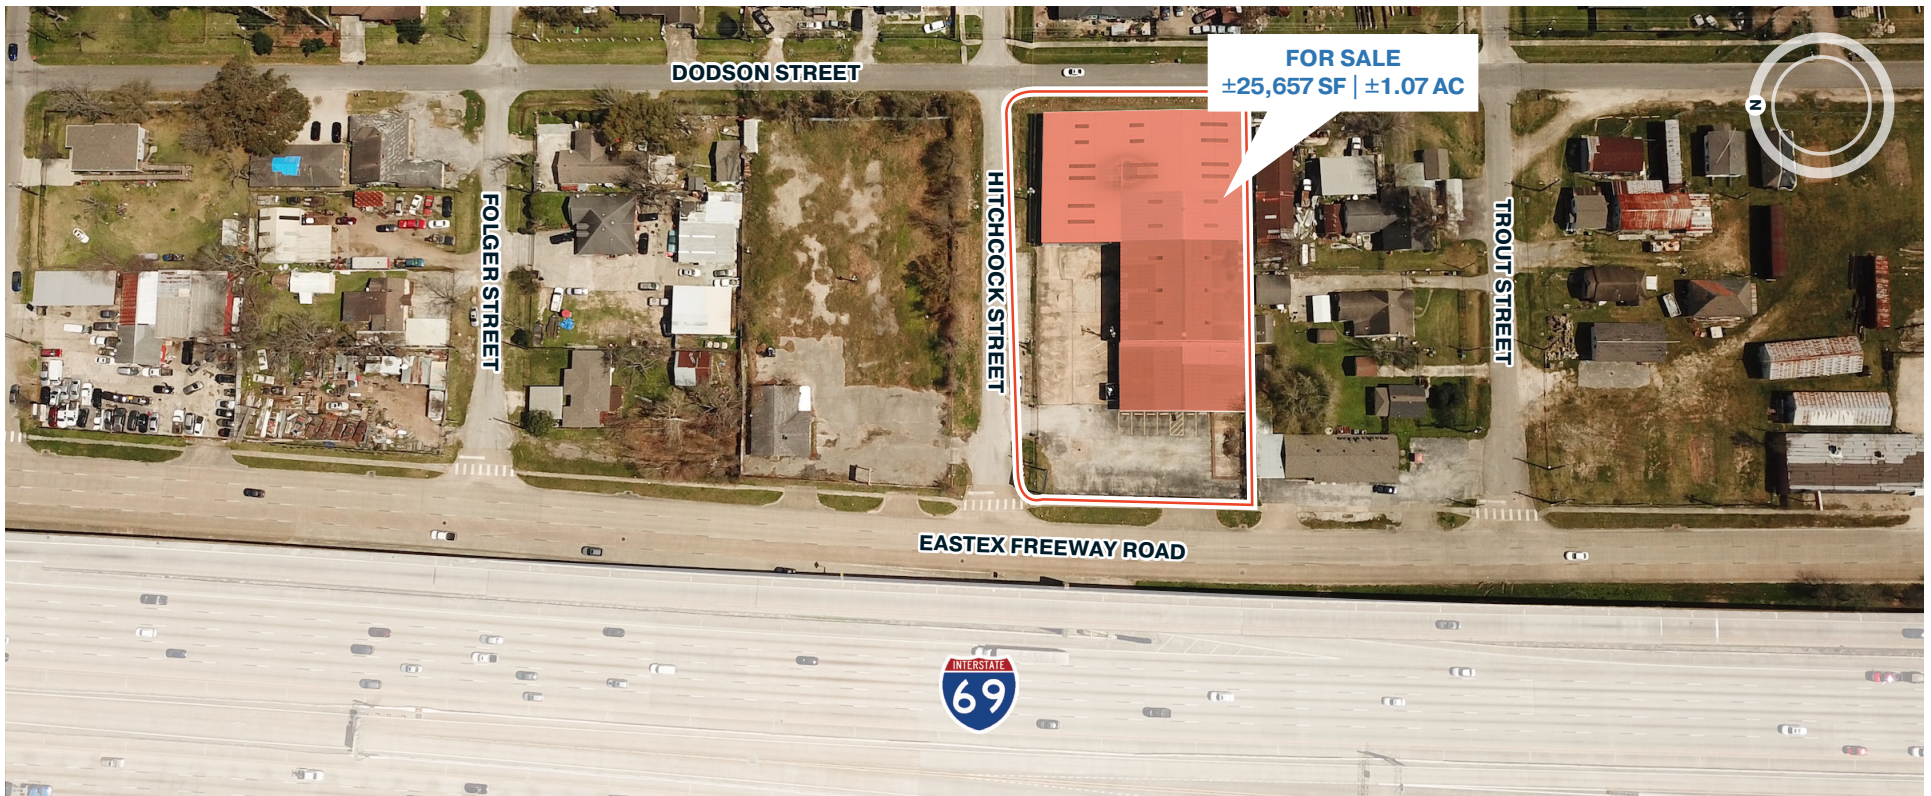 DODSON STREET
FOR SALE
±25,657 SF | ±1.07 AC
N
FOLGER STREET
HITCHCOCK STREET
TROUT STREET
EASTEX FREEWAY ROAD
INTERSTATE
69